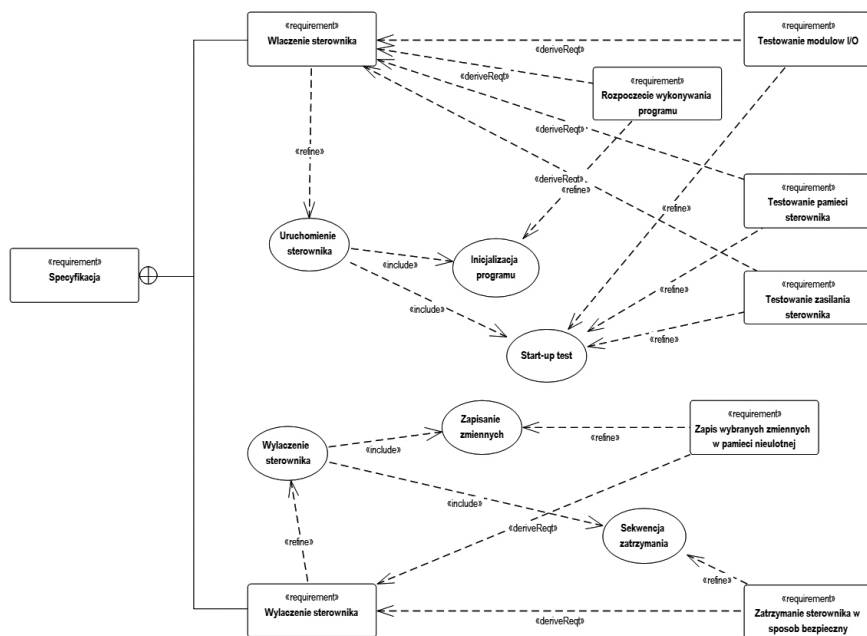 «requirement»
Wlaczenie sterownika
«requirement»
Testowanie modulow I/O
«deriveReqt»
«requirement»
Rozpoczecie wykonywania
programu
«deriveReqt»
«deriveReqt»
«refine»
«requirement»
Testowanie pamieci
sterownika
«deriveReqt»
«refine»
«refine»
Uruchomienie
sterownika
«include»
Inicjalizacja
programu
«requirement»
Specyfikacja
«refine»
«requirement»
Testowanie zasilania
sterownika
«include»
«refine»
Start-up test
«requirement»
Zapis wybranych zmiennych
w pamieci nieulotnej
Zapisanie
zmiennych
«refine»
Wylaczenie
sterownika
«include»
«include»
«deriveReqt»
Sekwencja
zatrzymania
«refine»
«refine»
«requirement»
Wylaczenie sterownika
«requirement»
Zatrzymanie sterownika w
sposob bezpieczny
«deriveReqt»